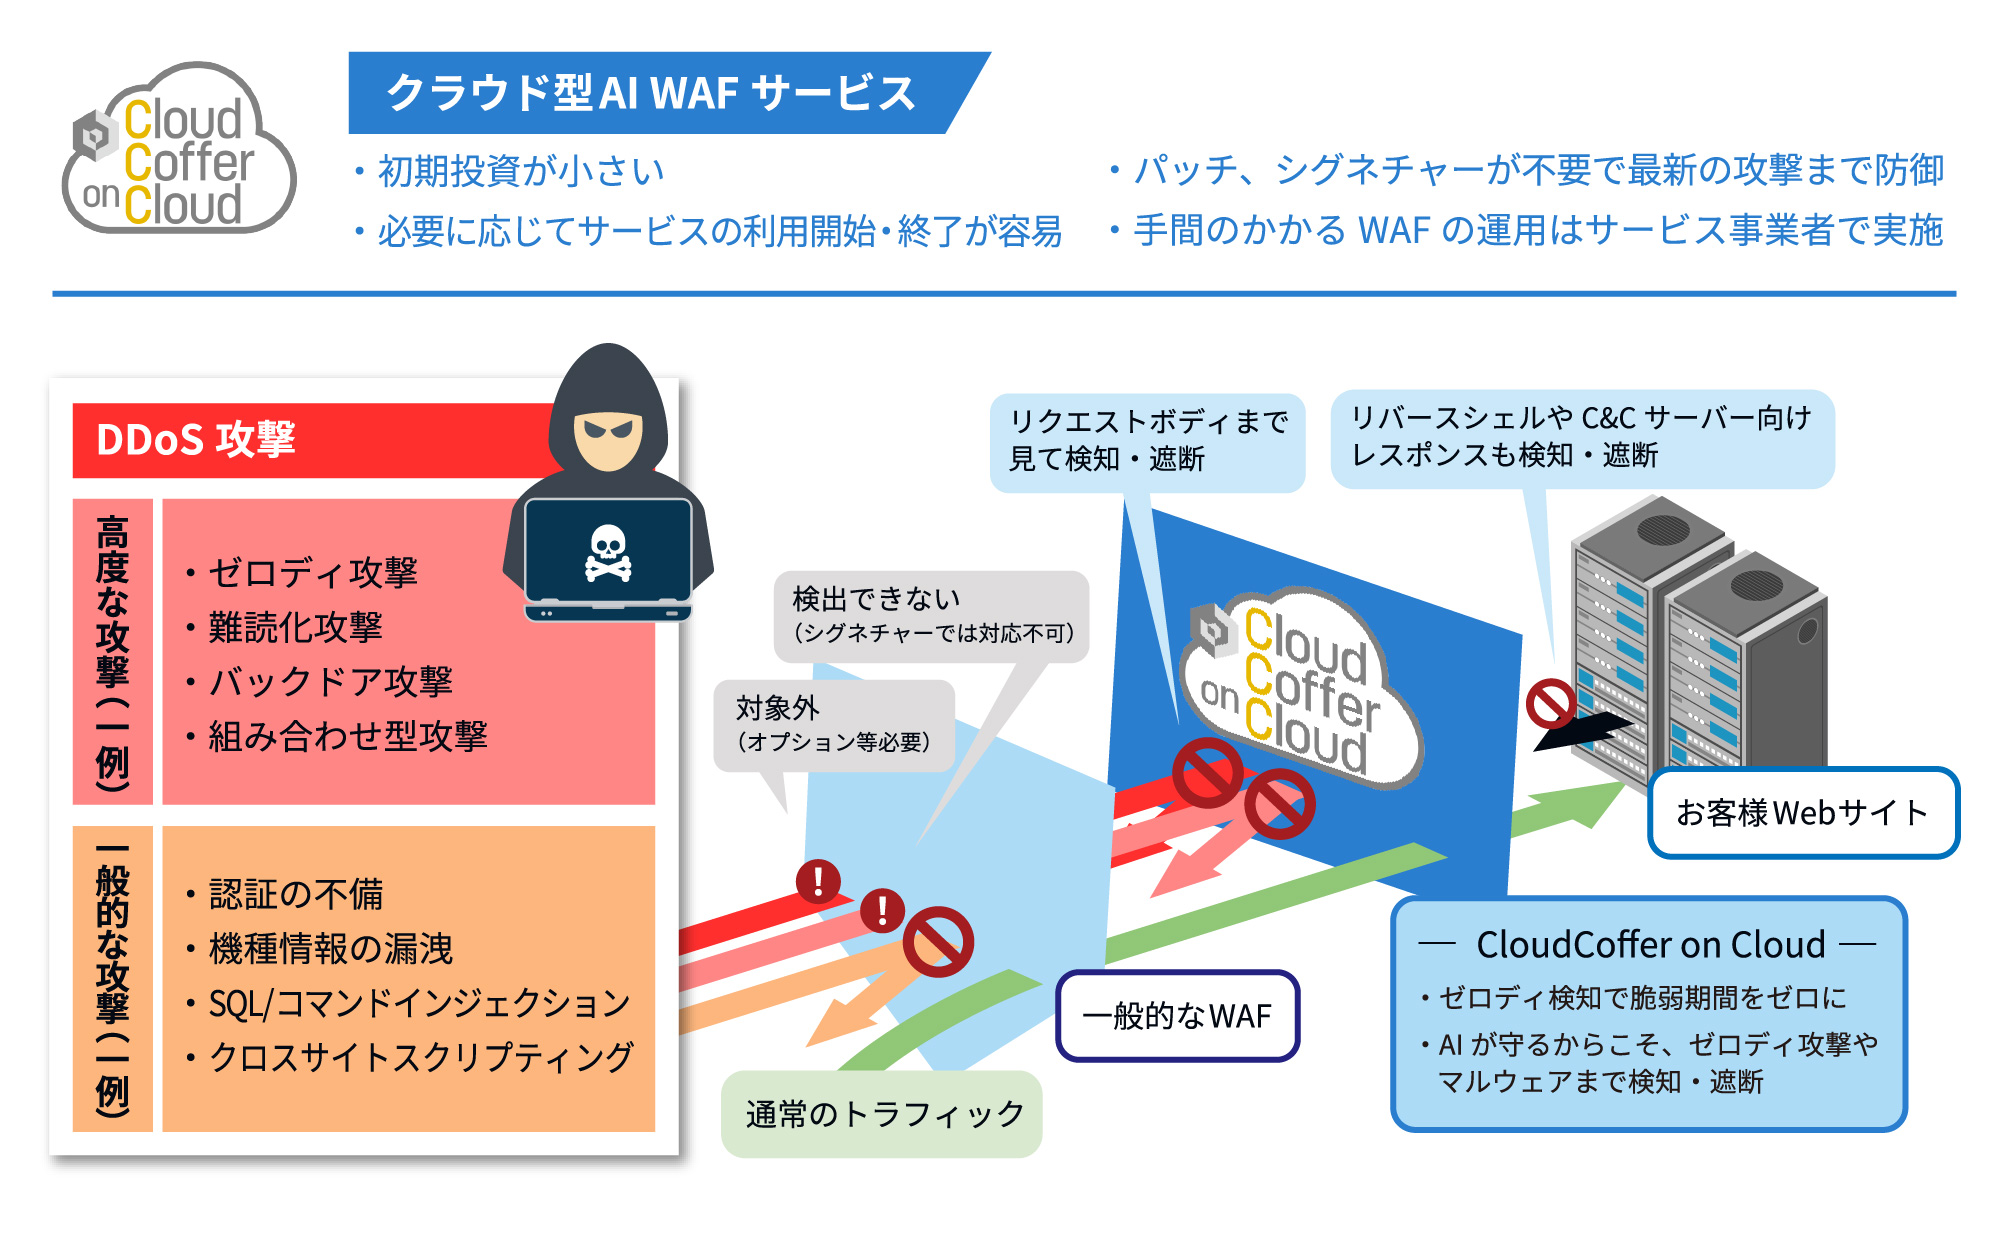 Cloud
Coffer
on Cloud
クラウド型AI WAF サービス
・初期投資が小さい
・必要に応じてサービスの利用開始・終了が容易
・パッチ、シグネチャーが不要で最新の攻撃まで防御
・手間のかかる WAF の運用はサービス事業者で実施
DDoS 攻撃
高度な攻撃(一例)
・ゼロディ攻撃
・難読化攻撃
・バックドア攻撃
・組み合わせ型攻撃
一般的な攻撃(一例)
・認証の不備
・機種情報の漏洩
・SQL/コマンドインジェクション
・クロスサイトスクリプティング
対象外
(オプション等必要)
検出できない
(シグネチャーでは対応不可)
リクエストボディまで
見て検知・遮断
リバースシェルや C&C サーバー向け
レスポンスも検知・遮断
Cloud
Coffer
on Cloud
お客様Webサイト
一般的なWAF
通常のトラフィック
CloudCoffer on Cloud
・ゼロディ検知で脆弱期間をゼロに
・AI が守るからこそ、ゼロディ攻撃や
マルウェアまで検知・遮断